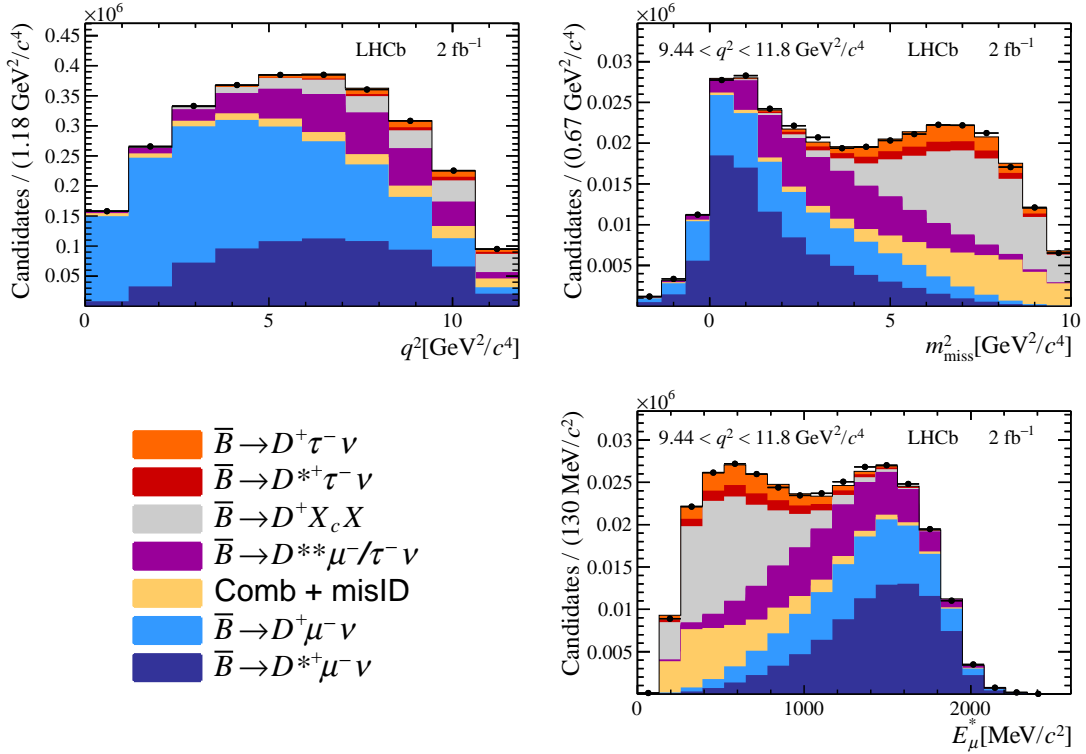 ×10⁶
LHCb 2 fb⁻¹
Candidates / (1.18 GeV²/c⁴)
0.45
0.4
0.35
0.3
0.25
0.2
0.15
0.1
0.05
0 5 10
q²[GeV²/c⁴]
×10⁶
9.44 < q² < 11.8 GeV²/c⁴ LHCb 2 fb⁻¹
Candidates / (0.67 GeV²/c⁴)
0.03
0.025
0.02
0.015
0.01
0.005
0 5 10
m²miss[GeV²/c⁴]
B̅→D⁺τ⁻ν
B̅→D*⁺τ⁻ν
B̅→D⁺X_cX
B̅→D**μ⁻/τ⁻ν
Comb + misID
B̅→D⁺μ⁻ν
B̅→D*⁺μ⁻ν
×10⁶
9.44 < q² < 11.8 GeV²/c⁴ LHCb 2 fb⁻¹
Candidates / (130 MeV/c²)
0.03
0.025
0.02
0.015
0.01
0.005
0 1000 2000
E*μ[MeV/c²]